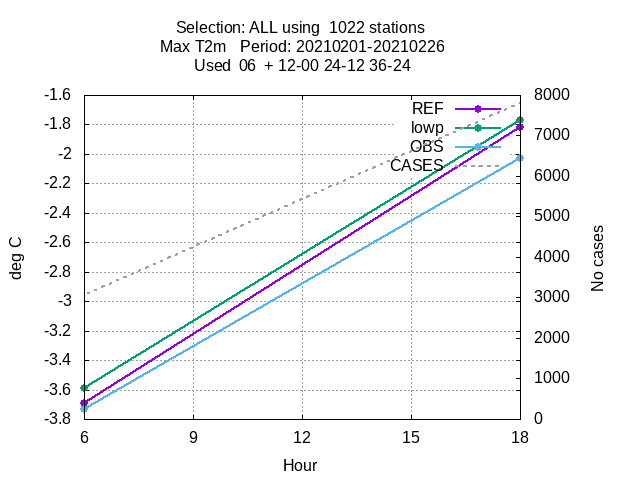 Selection: ALL using  1022 stations
Max T2m   Period: 20210201-20210226
Used  06  + 12-00 24-12 36-24
-1.6
-1.8
-2
-2.2
-2.4
-2.6
-2.8
-3
-3.2
-3.4
-3.6
-3.8
8000
7000
6000
5000
4000
3000
2000
1000
0
REF
lowp
OBS
CASES
deg C
No cases
6
9
12
15
18
Hour